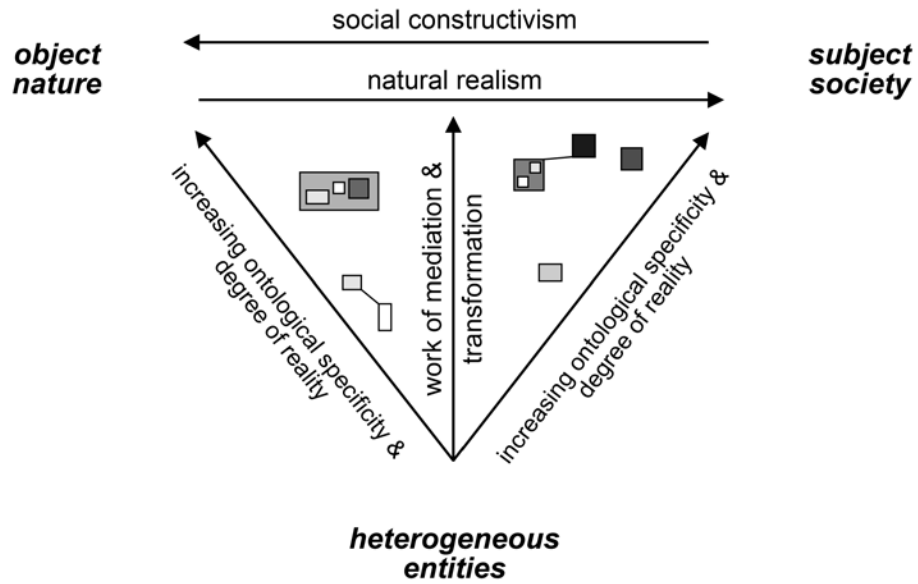 social constructivism
object
nature
subject
society
natural realism
increasing ontological specificity &
degree of reality
work of mediation &
transformation
increasing ontological specificity &
degree of reality
heterogeneous
entities